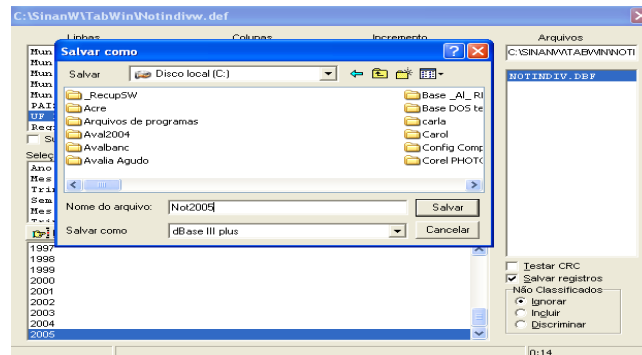 C:\SinanW\TabWin\Notindivw.def
Linhas Colunas Incremento Arquivos
Salvar como
C:\SINANW\TABWIN\NOTI
Mun
Mun
Mun
Mun
Mun
PAI
UF
Reg
Salvar Disco local (C:)
NOTINDIV.DBF
_RecupSW
Acre
Arquivos de programas
Aval2004
Avalbanc
Avalia Agudo
Base _Al_ RI
Base DOS te
carla
Carol
Config Comp
Corel PHOTO
Su
Seleç
Ano
Mes
Tri
Sem
Mes
Nome do arquivo: Not2005 Salvar
Salvar como dBase III plus Cancelar
1997
1998
1999
2000
2001
2002
2003
2004
2005
Testar CRC
Salvar registros
Não Classificados
Ignorar
Incluir
Discriminar
0:14